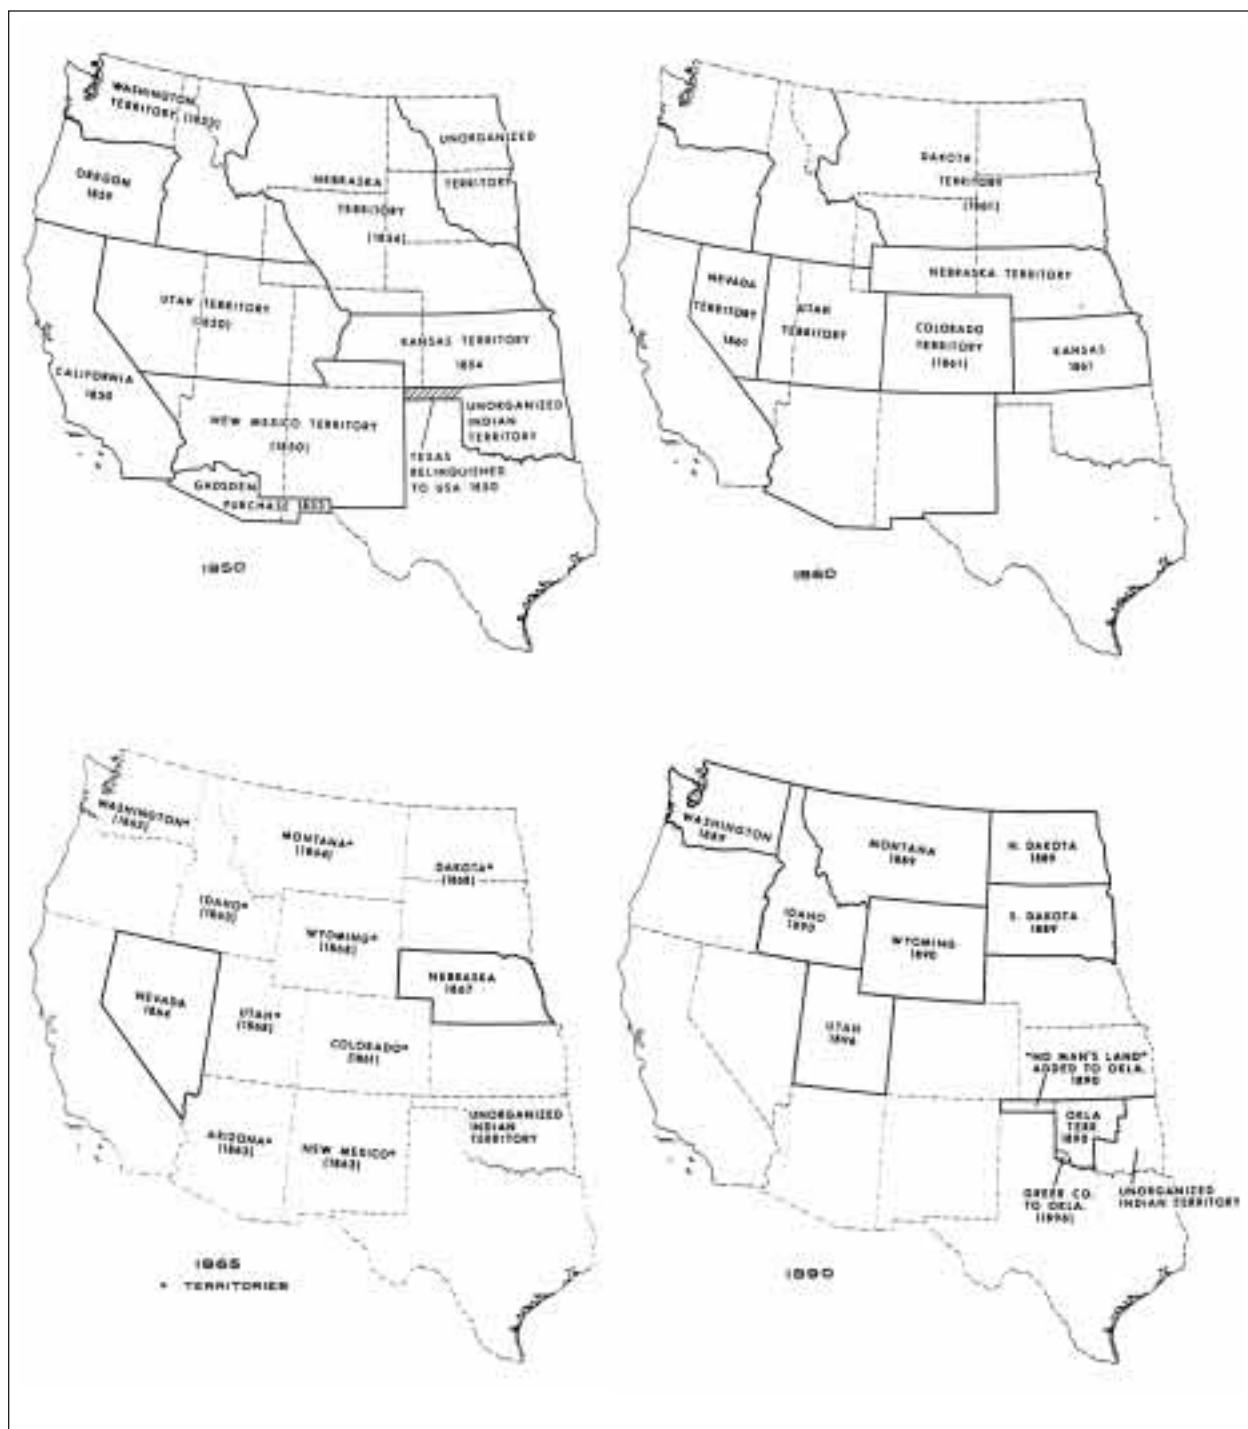 WASHINGTON
TERRITORY (1853)
OREGON
1859
UNORGANIZED
TERRITORY
NEBRASKA
TERRITORY
(1854)
UTAH TERRITORY
(1850)
KANSAS TERRITORY
1854
CALIFORNIA
1850
NEW MEXICO TERRITORY
(1850)
UNORGANIZED
INDIAN
TERRITORY
TEXAS
RELINQUISHED
TO USA 1850
GADSDEN
PURCHASE 1853
1850
DAKOTA
TERRITORY
(1861)
NEBRASKA TERRITORY
NEVADA
TERRITORY
1861
UTAH
TERRITORY
COLORADO
TERRITORY
(1861)
KANSAS
1861
1860
WASHINGTON*
(1863)
MONTANA*
(1864)
DAKOTA*
(1868)
IDAHO*
(1863)
WYOMING*
(1868)
NEBRASKA
1867
NEVADA
1864
UTAH*
(1868)
COLORADO*
(1861)
UNORGANIZED
INDIAN
TERRITORY
ARIZONA*
(1863)
NEW MEXICO*
(1863)
1865
* TERRITORIES
WASHINGTON
1889
MONTANA
1889
N. DAKOTA
1889
S. DAKOTA
1889
IDAHO
1890
WYOMING
1890
UTAH
1896
"NO MAN'S LAND"
ADDED TO OKLA.
1890
OKLA
TERR
1890
GREER CO.
TO OKLA.
(1896)
UNORGANIZED
INDIAN TERRITORY
1890